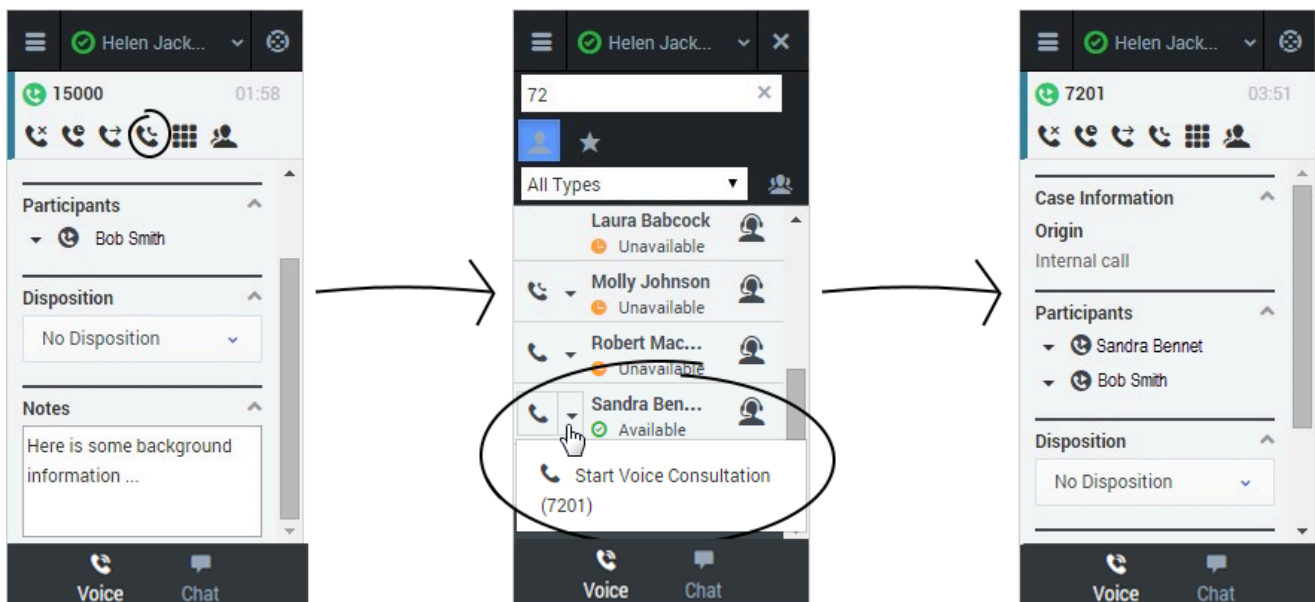 Helen Jack...
15000 01:58
Participants
Bob Smith
Disposition
No Disposition
Notes
Here is some background
information ...
Voice Chat
Helen Jack...
72
All Types
Laura Babcock
Unavailable
Molly Johnson
Unavailable
Robert Mac...
Unavailable
Sandra Ben...
Available
Start Voice Consultation
(7201)
Voice Chat
Helen Jack...
7201 03:51
Case Information
Origin
Internal call
Participants
Sandra Bennet
Bob Smith
Disposition
No Disposition
Voice Chat